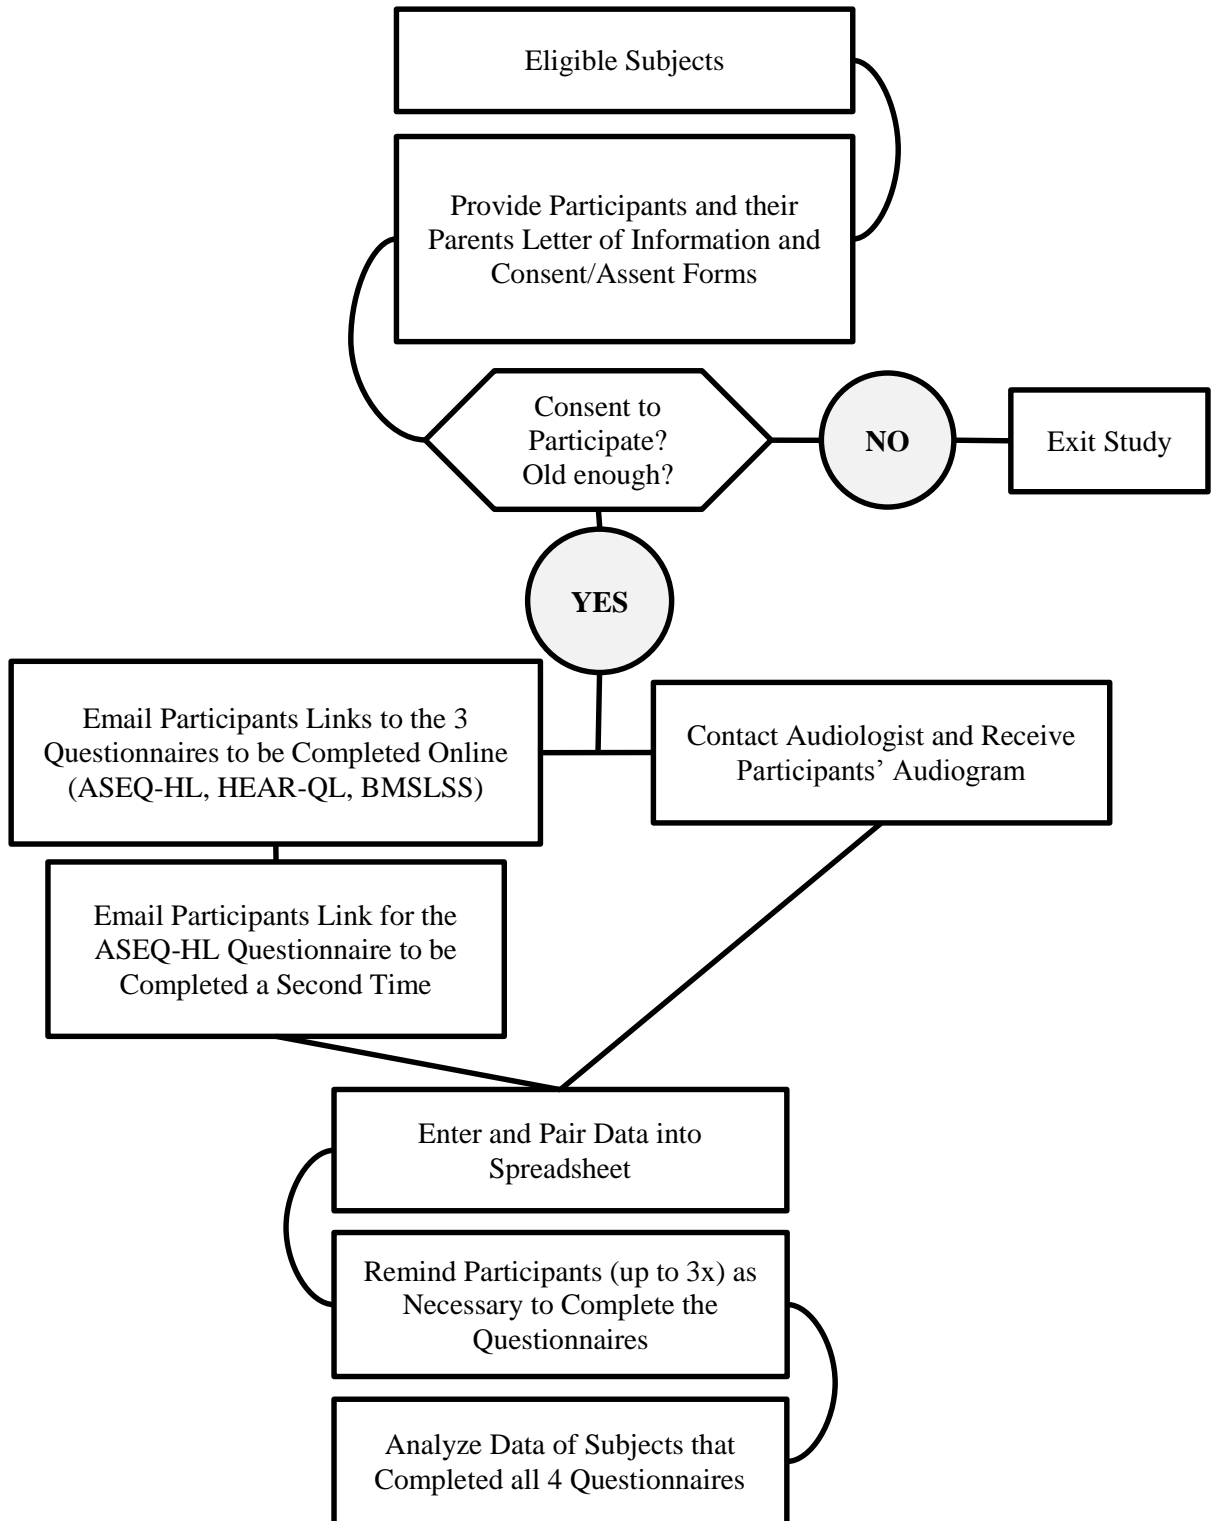 Eligible Subjects
Provide Participants and their
Parents Letter of Information and
Consent/Assent Forms
Consent to
Participate?
Old enough?
NO
Exit Study
YES
Email Participants Links to the 3
Questionnaires to be Completed Online
(ASEQ-HL, HEAR-QL, BMSLSS)
Contact Audiologist and Receive
Participants’ Audiogram
Email Participants Link for the
ASEQ-HL Questionnaire to be
Completed a Second Time
Enter and Pair Data into
Spreadsheet
Remind Participants (up to 3x) as
Necessary to Complete the
Questionnaires
Analyze Data of Subjects that
Completed all 4 Questionnaires